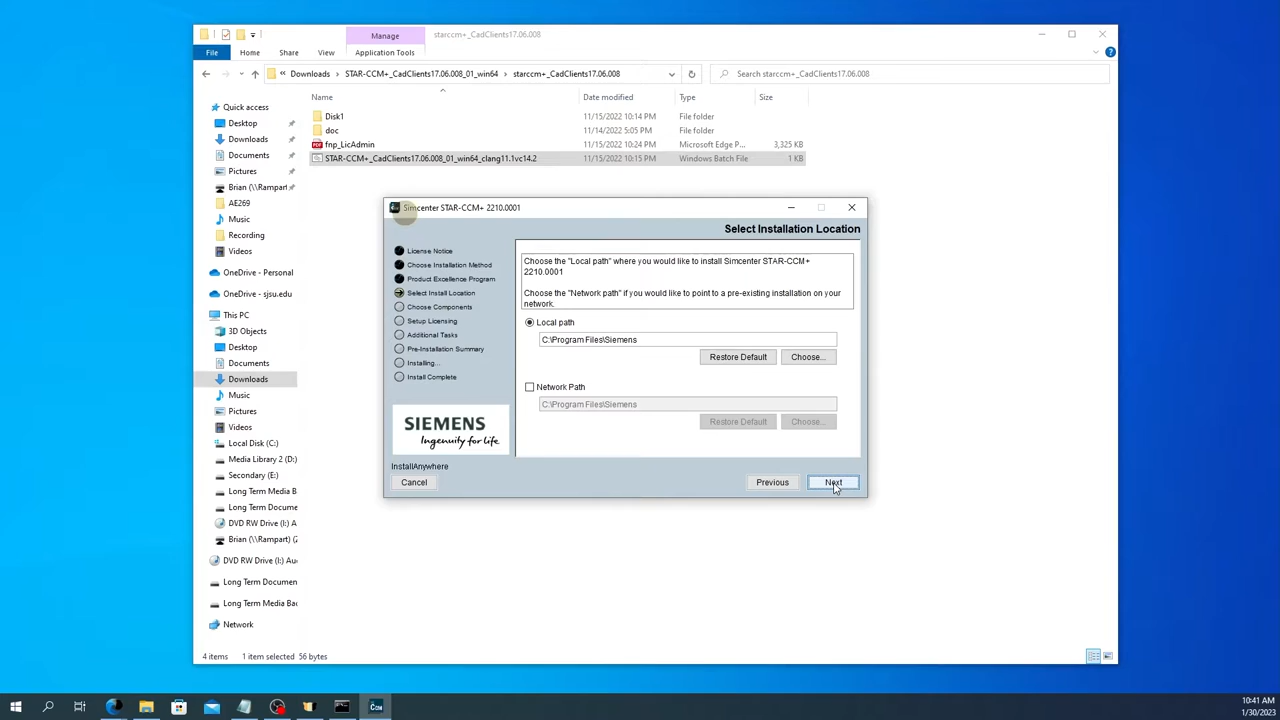 Manage
starccm+_CadClients17.06.008
File
Home
Share
View
Application Tools
Downloads
STAR-CCM+_CadClients17.06.008_01_win64
starccm+_CadClients17.06.008
Search starccm+_CadClients17.06.008
Name
Date modified
Type
Size
Quick access
Desktop
Downloads
Documents
Pictures
Brian (\\Rampart)
AE269
Music
Recording
Videos
OneDrive - Personal
OneDrive - sjsu.edu
This PC
3D Objects
Desktop
Documents
Downloads
Music
Pictures
Videos
Local Disk (C:)
Media Library 2 (D:)
Secondary (E:)
Long Term Media B
Long Term Docume
DVD RW Drive (I:) A
Brian (\\Rampart) (Z
DVD RW Drive (I:) Au
Long Term Documen
Long Term Media Bac
Network
Disk1
11/15/2022 10:14 PM
File folder
doc
11/14/2022 5:05 PM
File folder
fnp_LicAdmin
11/15/2022 10:24 PM
Microsoft Edge P...
3,325 KB
STAR-CCM+_CadClients17.06.008_01_win64_clang11.1vc14.2
11/15/2022 10:15 PM
Windows Batch File
1 KB
Simcenter STAR-CCM+ 2210.0001
Select Installation Location
License Notice
Choose Installation Method
Product Excellence Program
Select Install Location
Choose Components
Setup Licensing
Additional Tasks
Pre-Installation Summary
Installing...
Install Complete
SIEMENS
Ingenuity for life
InstallAnywhere
Cancel
Choose the "Local path" where you would like to install Simcenter STAR-CCM+
2210.0001
Choose the "Network path" if you would like to point to a pre-existing installation on your
network.
Local path
C:\Program Files\Siemens
Restore Default
Choose...
Network Path
C:\Program Files\Siemens
Restore Default
Choose...
Previous
Next
4 items
1 item selected 56 bytes
10:41 AM
1/30/2023